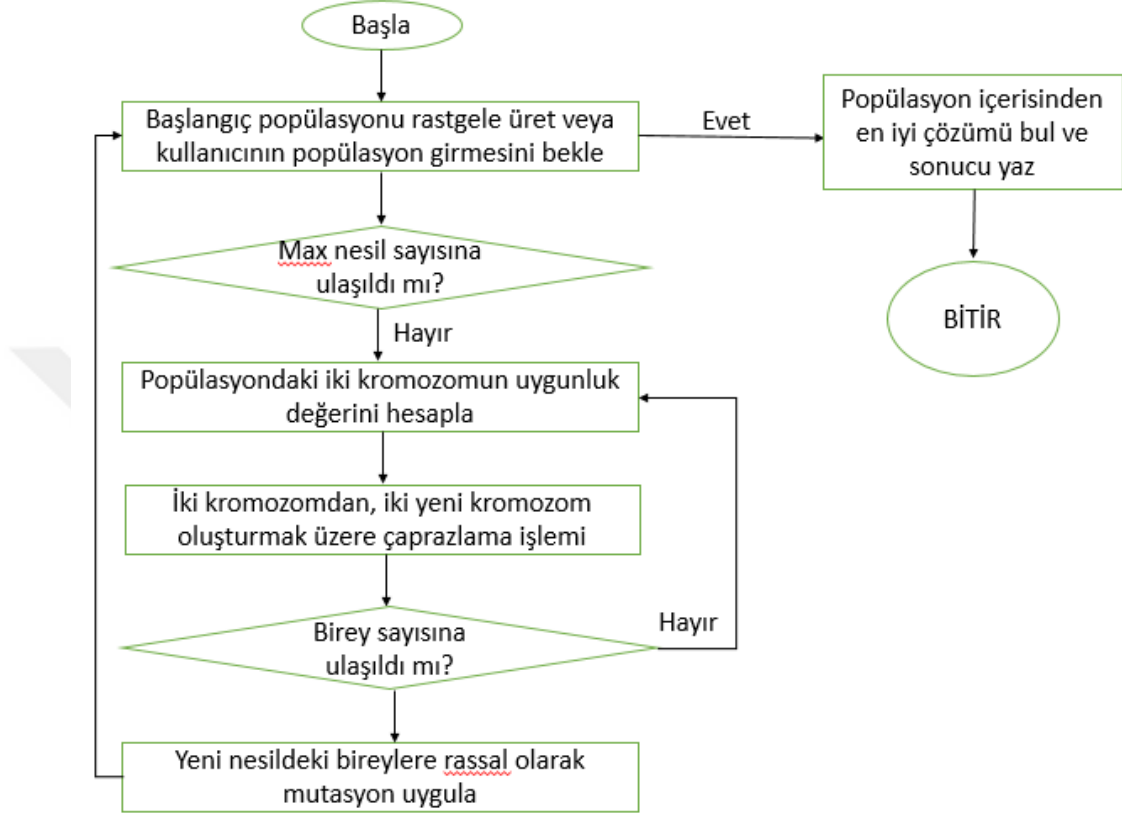 Başla
Başlangıç popülasyonu rastgele üret veya
kullanıcının popülasyon girmesini bekle
Evet
Popülasyon içerisinden
en iyi çözümü bul ve
sonucu yaz
BİTİR
Max nesil sayısına
ulaşıldı mı?
Hayır
Popülasyondaki iki kromozomun uygunluk
değerini hesapla
İki kromozomdan, iki yeni kromozom
oluşturmak üzere çaprazlama işlemi
Birey sayısına
ulaşıldı mı?
Hayır
Yeni nesildeki bireylere rassal olarak
mutasyon uygula